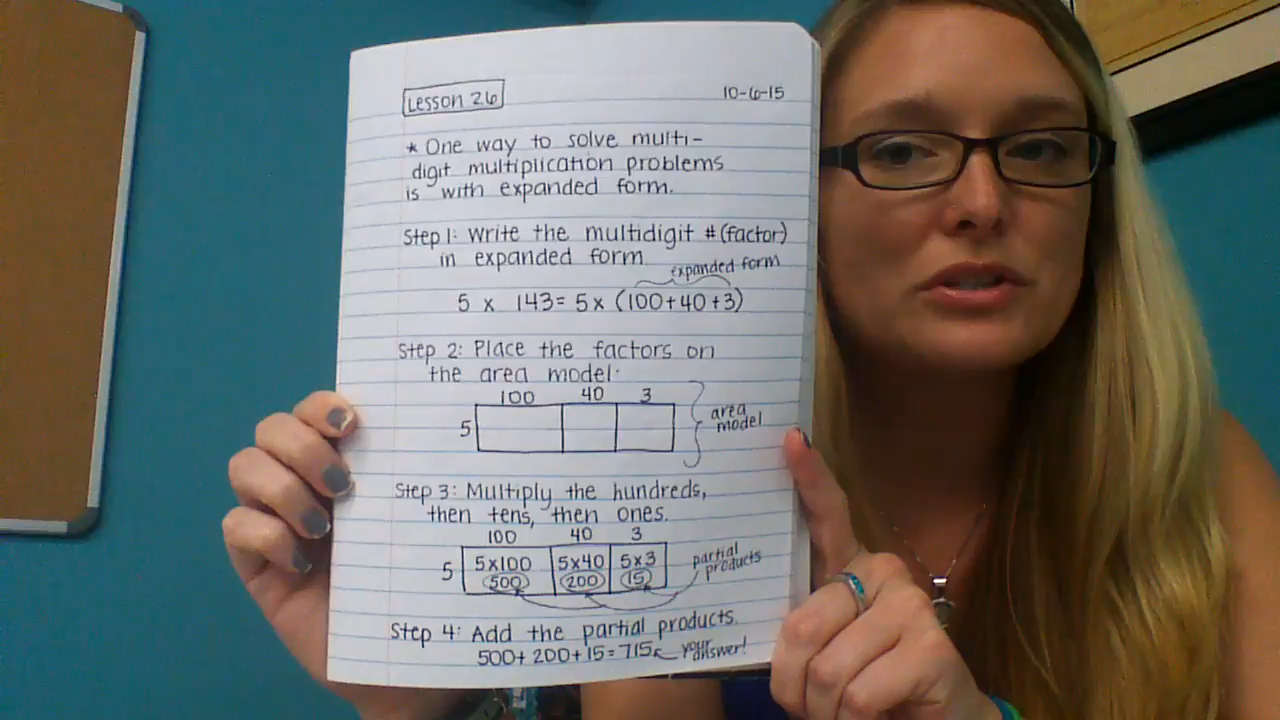 Lesson 26 10-6-15
* One way to solve multi-
digit multiplication problems
is with expanded form.
Step 1: Write the multidigit # (factor)
in expanded form.
expanded form
5 x 143 = 5 x (100+40+3)
Step 2: Place the factors on
the area model.
100 40 3
5
area
model
Step 3: Multiply the hundreds,
then tens, then ones.
100 40 3
5 5x100 5x40 5x3
500 200 15
partial
products
Step 4: Add the partial products.
500+ 200+15=715
your
answer!